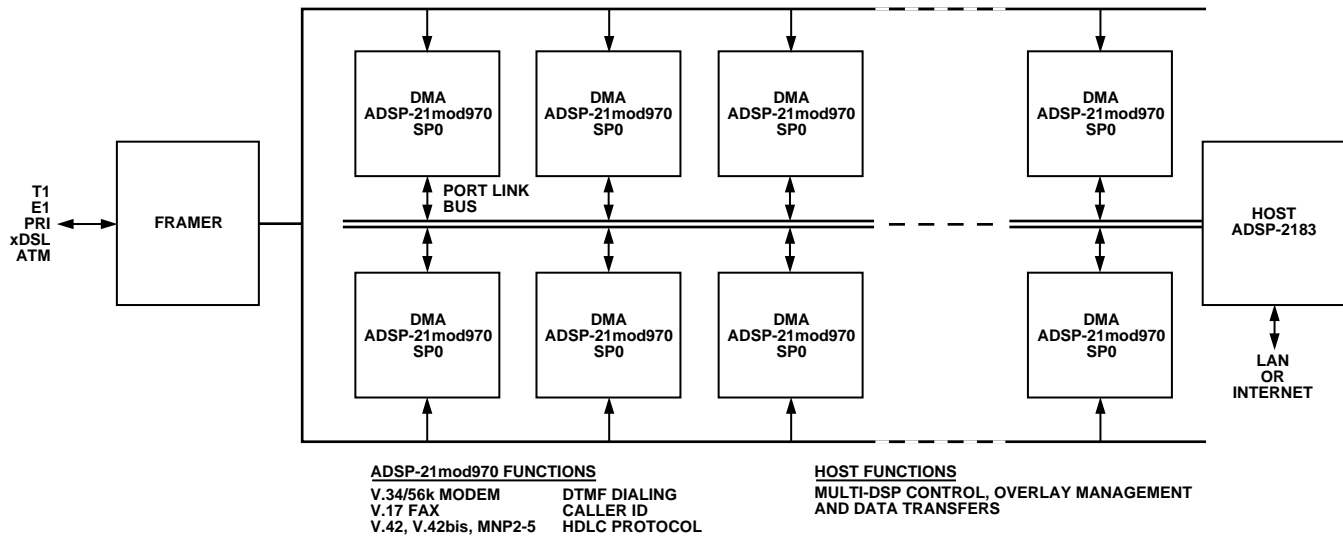 DMA
ADSP-21mod970
SP0
DMA
ADSP-21mod970
SP0
DMA
ADSP-21mod970
SP0
DMA
ADSP-21mod970
SP0
T1
E1
PRI
xDSL
ATM
FRAMER
PORT LINK
BUS
HOST
ADSP-2183
DMA
ADSP-21mod970
SP0
DMA
ADSP-21mod970
SP0
DMA
ADSP-21mod970
SP0
DMA
ADSP-21mod970
SP0
LAN
OR
INTERNET
ADSP-21mod970 FUNCTIONS
V.34/56k MODEM DTMF DIALING
V.17 FAX CALLER ID
V.42, V.42bis, MNP2-5 HDLC PROTOCOL
HOST FUNCTIONS
MULTI-DSP CONTROL, OVERLAY MANAGEMENT
AND DATA TRANSFERS